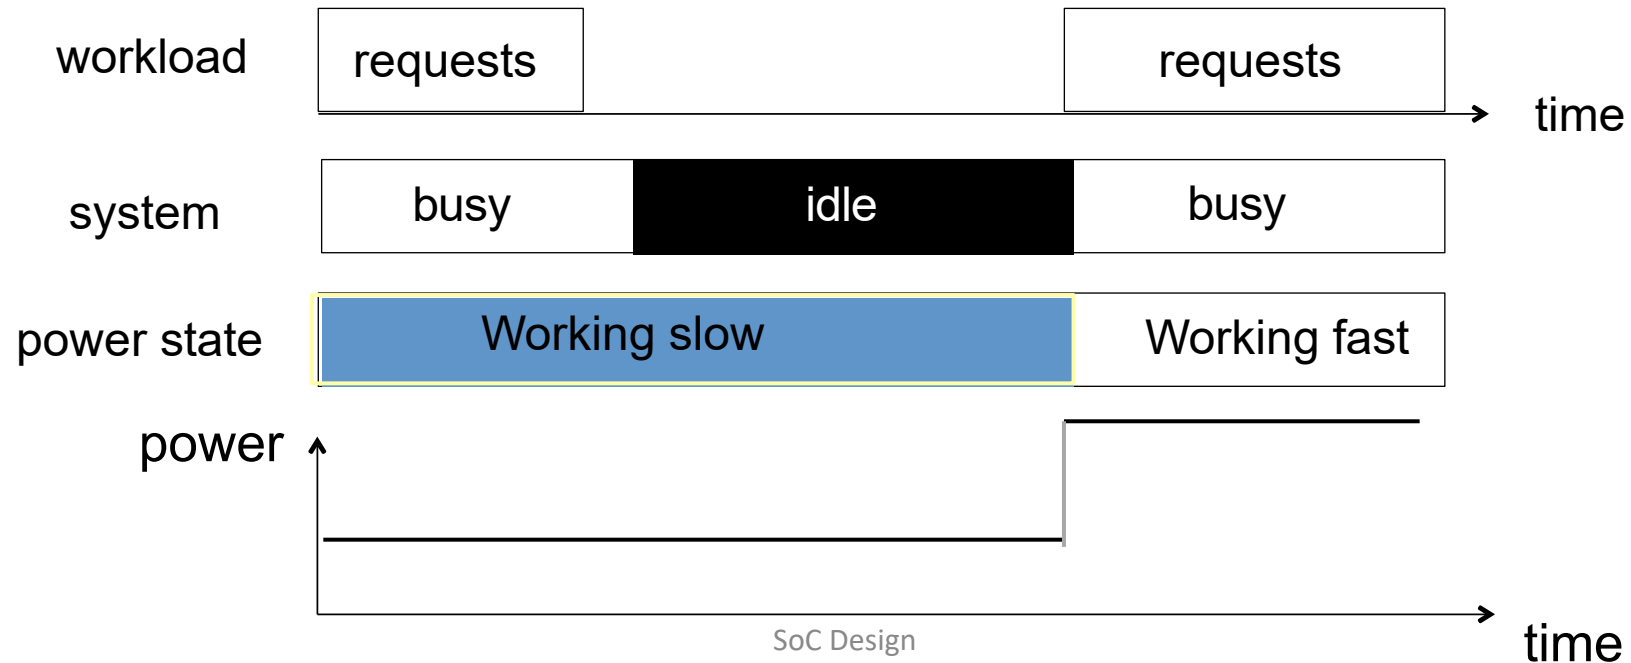 workload requests requests
time
system busy idle busy
power state Working slow Working fast
power
SoC Design
time